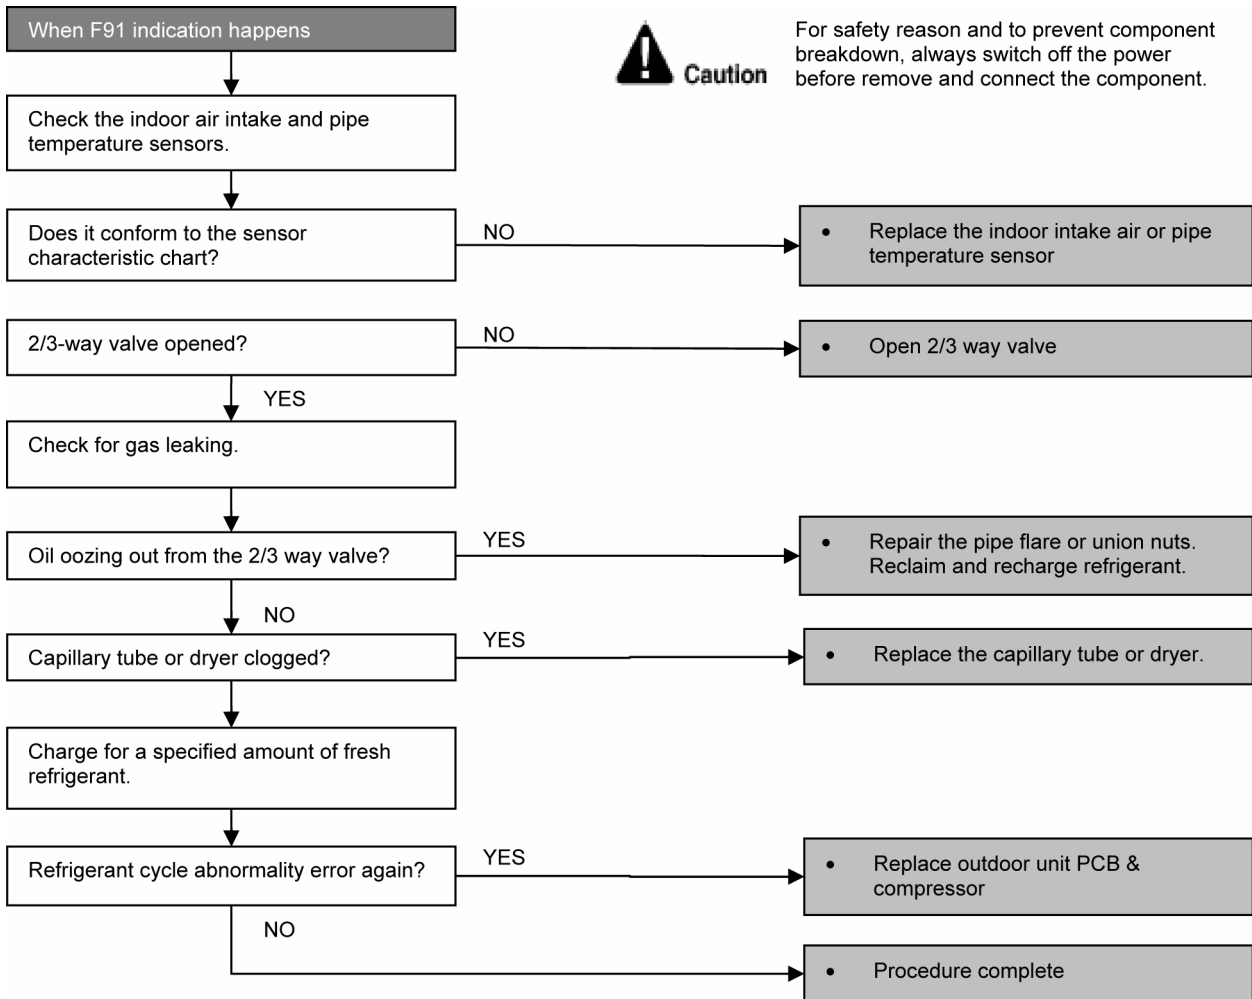 When F91 indication happens
Caution
For safety reason and to prevent component
breakdown, always switch off the power
before remove and connect the component.
Check the indoor air intake and pipe
temperature sensors.
Does it conform to the sensor
characteristic chart?
NO
• Replace the indoor intake air or pipe
temperature sensor
2/3-way valve opened?
NO
• Open 2/3 way valve
YES
Check for gas leaking.
Oil oozing out from the 2/3 way valve?
YES
• Repair the pipe flare or union nuts.
Reclaim and recharge refrigerant.
NO
Capillary tube or dryer clogged?
YES
• Replace the capillary tube or dryer.
Charge for a specified amount of fresh
refrigerant.
Refrigerant cycle abnormality error again?
YES
• Replace outdoor unit PCB &
compressor
NO
• Procedure complete